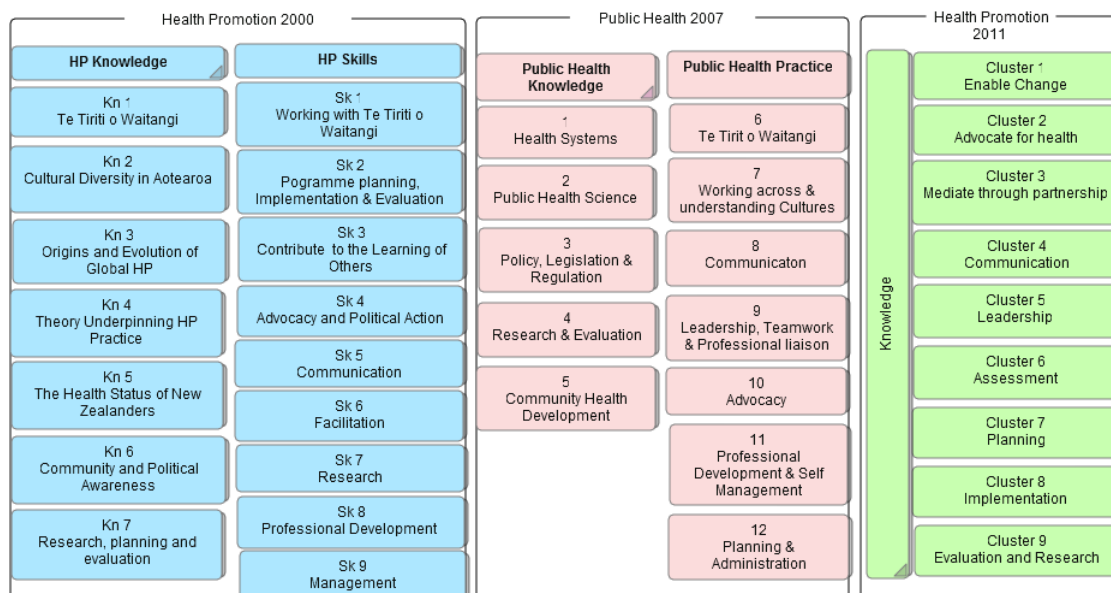 Health Promotion 2000
HP Knowledge
Kn 1
Te Tiriti o Waitangi
Kn 2
Cultural Diversity in Aotearoa
Kn 3
Origins and Evolution of
Global HP
Kn 4
Theory Underpinning HP
Practice
Kn 5
The Health Status of New
Zealanders
Kn 6
Community and Political
Awareness
Kn 7
Research, planning and
evaluation
HP Skills
Sk 1
Working with Te Tiriti o
Waitangi
Sk 2
Pogramme planning,
Implementation & Evaluation
Sk 3
Contribute to the Learning of
Others
Sk 4
Advocacy and Political Action
Sk 5
Communication
Sk 6
Facilitation
Sk 7
Research
Sk 8
Professional Development
Sk 9
Management
Public Health 2007
Public Health
Knowledge
1
Health Systems
2
Public Health Science
3
Policy, Legislation &
Regulation
4
Research & Evaluation
5
Community Health
Development
Public Health Practice
6
Te Tirit o Waitangi
7
Working across &
understanding Cultures
8
Communicaton
9
Leadership, Teamwork
& Professional liaison
10
Advocacy
11
Professional
Development & Self
Management
12
Planning &
Administration
Health Promotion
2011
Knowledge
Cluster 1
Enable Change
Cluster 2
Advocate for health
Cluster 3
Mediate through partnership
Cluster 4
Communication
Cluster 5
Leadership
Cluster 6
Assessment
Cluster 7
Planning
Cluster 8
Implementation
Cluster 9
Evaluation and Research